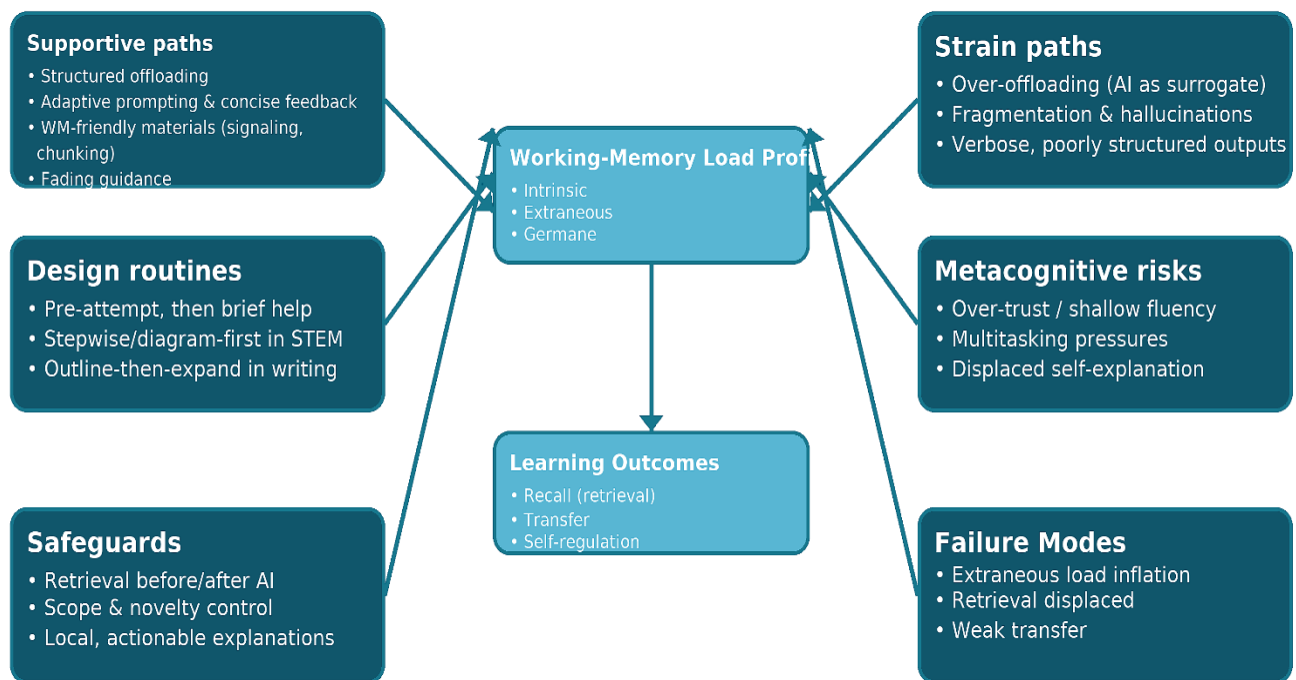 Supportive paths
• Structured offloading
• Adaptive prompting & concise feedback
• WM-friendly materials (signaling,
chunking)
• Fading guidance
Design routines
• Pre-attempt, then brief help
• Stepwise/diagram-first in STEM
• Outline-then-expand in writing
Safeguards
• Retrieval before/after AI
• Scope & novelty control
• Local, actionable explanations
Working-Memory Load Profi
• Intrinsic
• Extraneous
• Germane
Learning Outcomes
• Recall (retrieval)
• Transfer
• Self-regulation
Strain paths
• Over-offloading (AI as surrogate)
• Fragmentation & hallucinations
• Verbose, poorly structured outputs
Metacognitive risks
• Over-trust / shallow fluency
• Multitasking pressures
• Displaced self-explanation
Failure Modes
• Extraneous load inflation
• Retrieval displaced
• Weak transfer